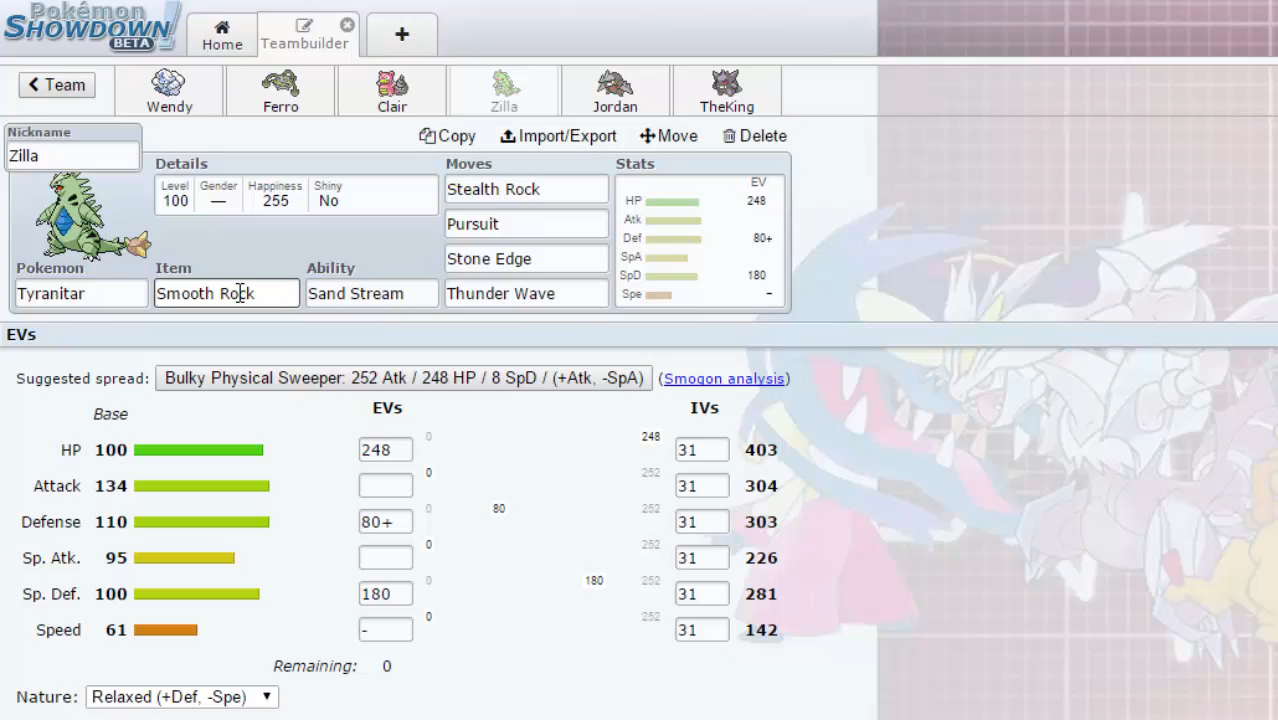 Pokémon
SHOWDOWN!
BETA
Home
Teambuilder
+
Team
Wendy
Ferro
Clair
Zilla
Jordan
TheKing
Nickname
Zilla
Copy
Import/Export
Move
Delete
Details
Level
100
Gender
—
Happiness
255
Shiny
No
Pokemon
Tyranitar
Item
Smooth Rock
Ability
Sand Stream
Moves
Stealth Rock
Pursuit
Stone Edge
Thunder Wave
Stats
EV
HP 248
Atk
Def 80+
SpA
SpD 180
Spe -
EVs
Suggested spread: Bulky Physical Sweeper: 252 Atk / 248 HP / 8 SpD / (+Atk, -SpA) (Smogon analysis)
Base EVs IVs
HP 100 248 0 248 31 403
Attack 134 0 252 31 304
Defense 110 80+ 0 80 252 31 303
Sp. Atk. 95 0 252 31 226
Sp. Def. 100 180 0 180 252 31 281
Speed 61 - 0 252 31 142
Remaining: 0
Nature: Relaxed (+Def, -Spe)